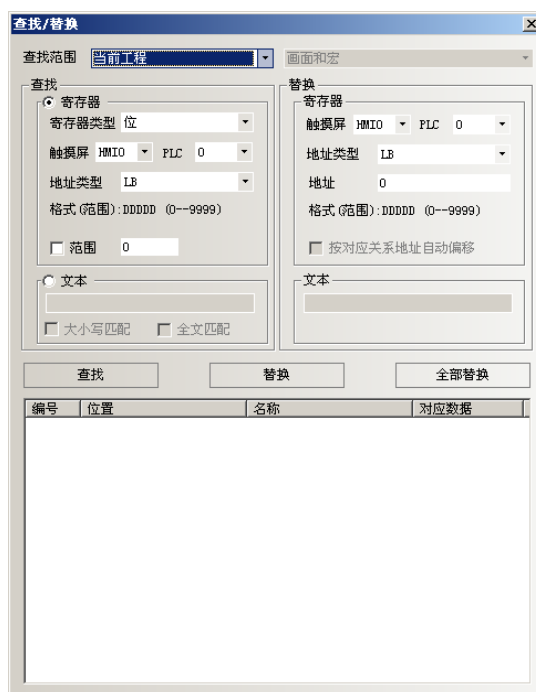 查找/替换
查找范围 当前工程 画面和宏
查找
寄存器
寄存器类型 位
触摸屏 HMI0 PLC 0
地址类型 LB
格式(范围):DDDDD (0--9999)
范围 0
文本
大小写匹配 全文匹配
替换
寄存器
触摸屏 HMI0 PLC 0
地址类型 LB
地址 0
格式(范围):DDDDD (0--9999)
按对应关系地址自动偏移
文本
查找 替换 全部替换
编号 位置 名称 对应数据